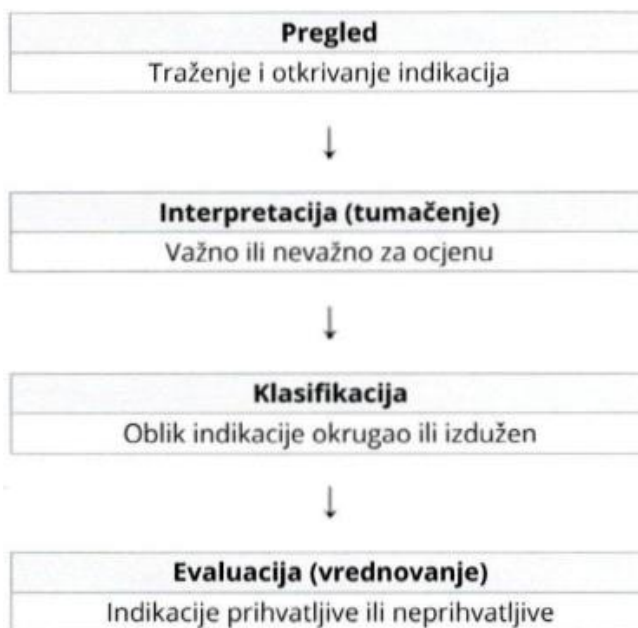 Pregled
Traženje i otkrivanje indikacija
Interpretacija (tumačenje)
Važno ili nevažno za ocjenu
Klasifikacija
Oblik indikacije okrugao ili izdužen
Evaluacija (vrednovanje)
Indikacije prihvatljive ili neprihvatljive